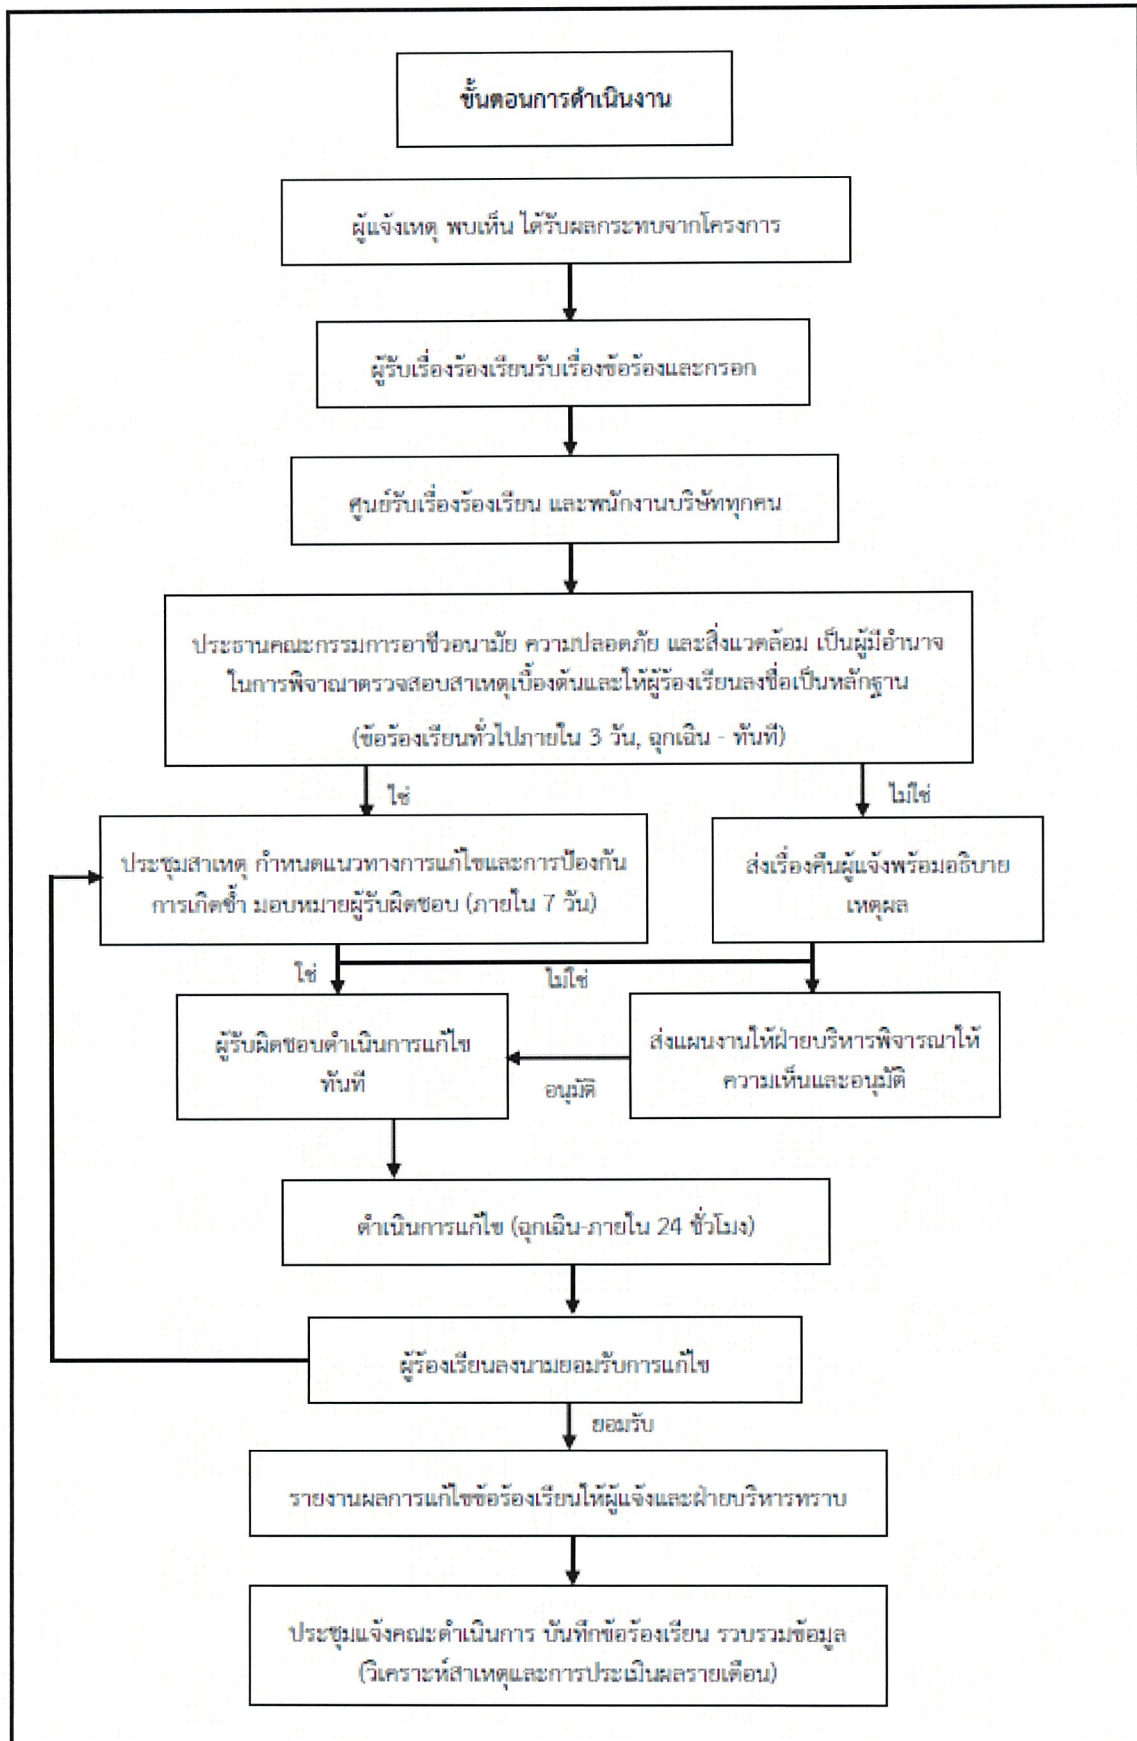 ขั้นตอนการดำเนินงาน
ผู้แจ้งเหตุ พบเห็น ได้รับผลกระทบจากโครงการ
ผู้รับเรื่องร้องเรียนรับเรื่องข้อร้องและกรอก
ศูนย์รับเรื่องร้องเรียน และพนักงานบริษัททุกคน
ประธานคณะกรรมการอาชีวอนามัย ความปลอดภัย และสิ่งแวดล้อม เป็นผู้มีอำนาจ
ในการพิจาณาตรวจสอบสาเหตุเบื้องต้นและให้ผู้ร้องเรียนลงชื่อเป็นหลักฐาน
(ข้อร้องเรียนทั่วไปภายใน 3 วัน, ฉุกเฉิน - ทันที)
ใช่
ไม่ใช่
ประชุมสาเหตุ กำหนดแนวทางการแก้ไขและการป้องกัน
การเกิดซ้ำ มอบหมายผู้รับผิดชอบ (ภายใน 7 วัน)
ส่งเรื่องคืนผู้แจ้งพร้อมอธิบาย
เหตุผล
ใช่
ไม่ใช่
ผู้รับผิดชอบดำเนินการแก้ไข
ทันที
อนุมัติ
ส่งแผนงานให้ฝ่ายบริหารพิจารณาให้
ความเห็นและอนุมัติ
ดำเนินการแก้ไข (ฉุกเฉิน-ภายใน 24 ชั่วโมง)
ผู้ร้องเรียนลงนามยอมรับการแก้ไข
ยอมรับ
รายงานผลการแก้ไขข้อร้องเรียนให้ผู้แจ้งและฝ่ายบริหารทราบ
ประชุมแจ้งคณะดำเนินการ บันทึกข้อร้องเรียน รวบรวมข้อมูล
(วิเคราะห์สาเหตุและการประเมินผลรายเดือน)